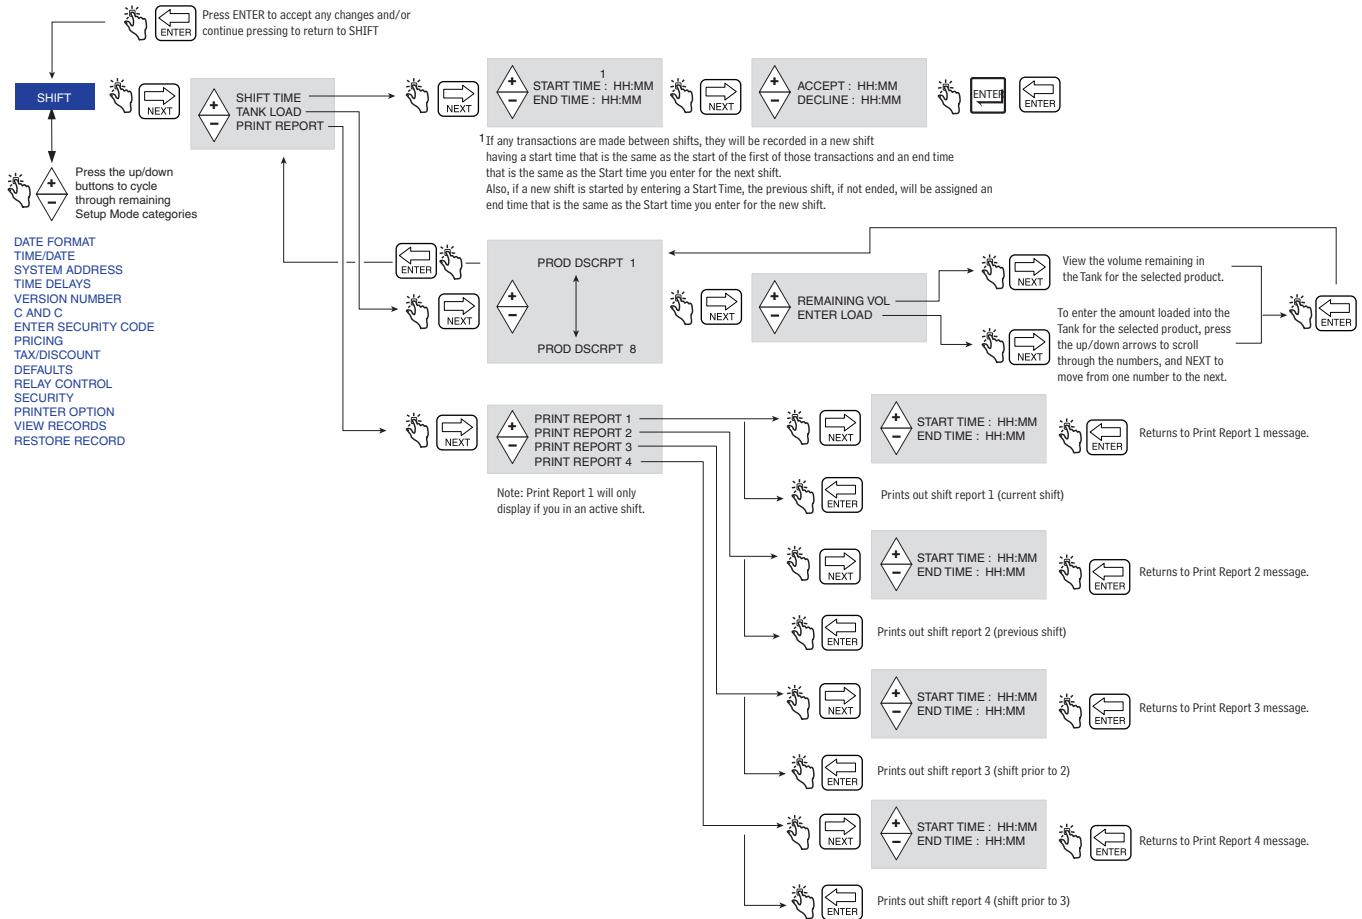 Press ENTER to accept any changes and/or
continue pressing to return to SHIFT
ENTER
SHIFT
NEXT
SHIFT TIME
TANK LOAD
PRINT REPORT
+
-
NEXT
1
START TIME : HH:MM
END TIME : HH:MM
+
-
NEXT
ACCEPT : HH:MM
DECLINE : HH:MM
+
-
ENTER
ENTER
1 If any transactions are made between shifts, they will be recorded in a new shift
having a start time that is the same as the start of the first of those transactions and an end time
that is the same as the Start time you enter for the next shift.
Also, if a new shift is started by entering a Start Time, the previous shift, if not ended, will be assigned an
end time that is the same as the Start time you enter for the new shift.
+
-
Press the up/down
buttons to cycle
through remaining
Setup Mode categories
DATE FORMAT
TIME/DATE
SYSTEM ADDRESS
TIME DELAYS
VERSION NUMBER
C AND C
ENTER SECURITY CODE
PRICING
TAX/DISCOUNT
DEFAULTS
RELAY CONTROL
SECURITY
PRINTER OPTION
VIEW RECORDS
RESTORE RECORD
ENTER
NEXT
PROD DSCRPT 1
+
-
PROD DSCRPT 8
NEXT
+
-
REMAINING VOL
ENTER LOAD
NEXT
View the volume remaining in
the Tank for the selected product.
NEXT
To enter the amount loaded into the
Tank for the selected product, press
the up/down arrows to scroll
through the numbers, and NEXT to
move from one number to the next.
ENTER
NEXT
+
-
PRINT REPORT 1
PRINT REPORT 2
PRINT REPORT 3
PRINT REPORT 4
Note: Print Report 1 will only
display if you in an active shift.
NEXT
+
-
START TIME : HH:MM
END TIME : HH:MM
ENTER
Returns to Print Report 1 message.
ENTER
Prints out shift report 1 (current shift)
NEXT
+
-
START TIME : HH:MM
END TIME : HH:MM
ENTER
Returns to Print Report 2 message.
ENTER
Prints out shift report 2 (previous shift)
NEXT
+
-
START TIME : HH:MM
END TIME : HH:MM
ENTER
Returns to Print Report 3 message.
ENTER
Prints out shift report 3 (shift prior to 2)
NEXT
+
-
START TIME : HH:MM
END TIME : HH:MM
ENTER
Returns to Print Report 4 message.
ENTER
Prints out shift report 4 (shift prior to 3)